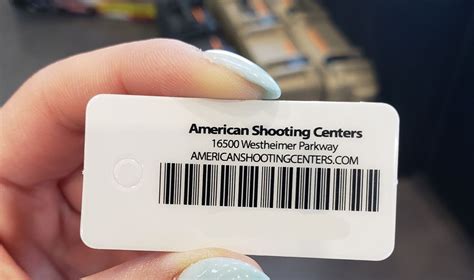 American Shooting Centers
16500 Westheimer Parkway
AMERICANSHOOTINGCENTERS.COM